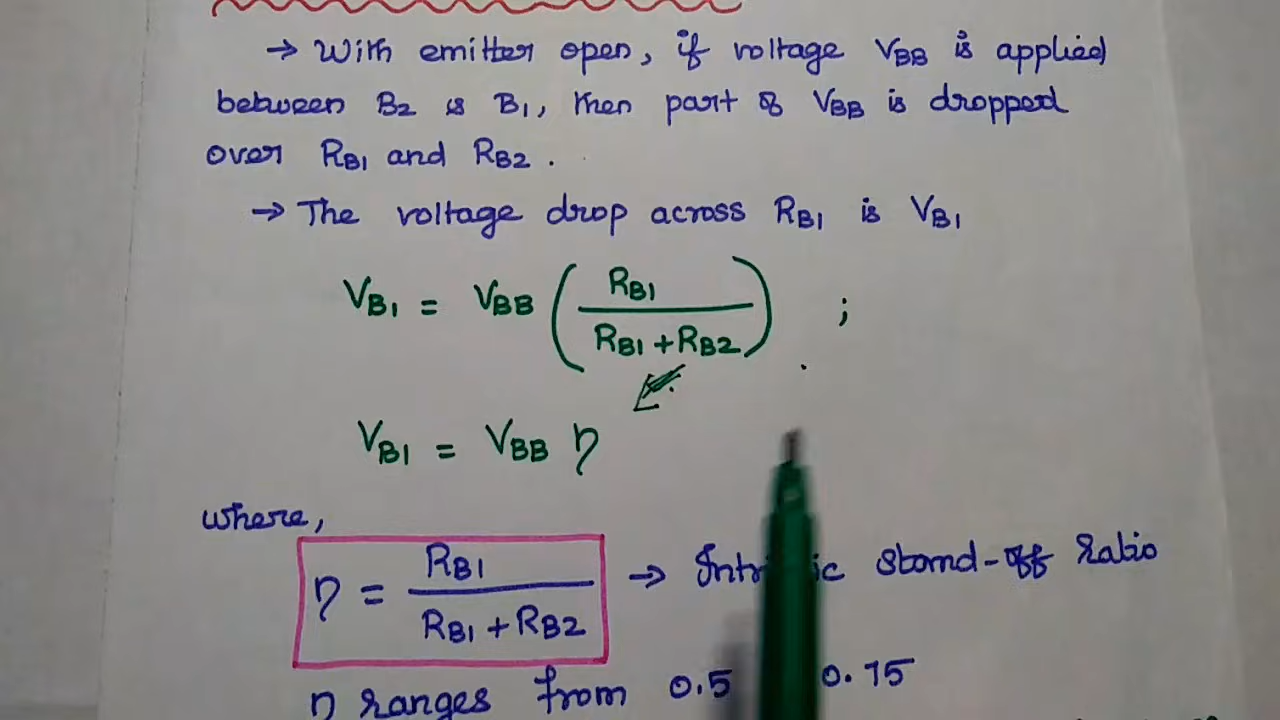 → With emitter open, if voltage VBB is applied
between B2 & B1, then part of VBB is dropped
over RB1 and RB2 .
→ The voltage drop across RB1 is VB1
VB1 = VBB ( RB1 / RB1 + RB2 ) ;
VB1 = VBB η
where,
η = RB1 / RB1 + RB2 → stand-off ratio
η ranges from 0.5 0.75